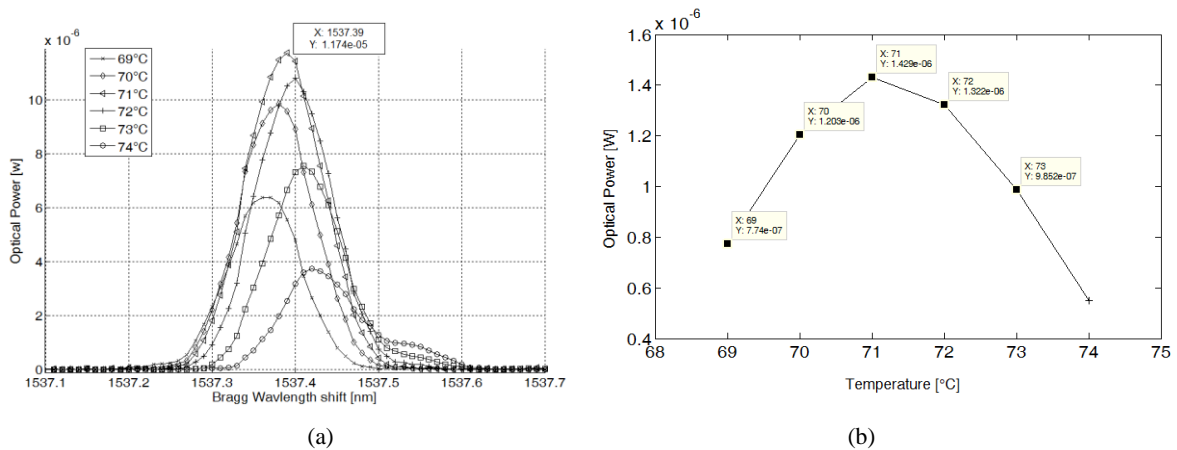 x 10^-6
X: 1537.39
Y: 1.174e-05
69°C
70°C
71°C
72°C
73°C
74°C
10
8
6
4
2
0
Optical Power [w]
1537.1 1537.2 1537.3 1537.4 1537.5 1537.6 1537.7
Bragg Wavlength shift [nm]
(a)
x 10^-6
1.6
1.4
1.2
1
0.8
0.6
0.4
Optical Power [W]
X: 71
Y: 1.429e-06
X: 72
Y: 1.322e-06
X: 70
Y: 1.203e-06
X: 73
Y: 9.852e-07
X: 69
Y: 7.74e-07
68 69 70 71 72 73 74 75
Temperature [°C]
(b)